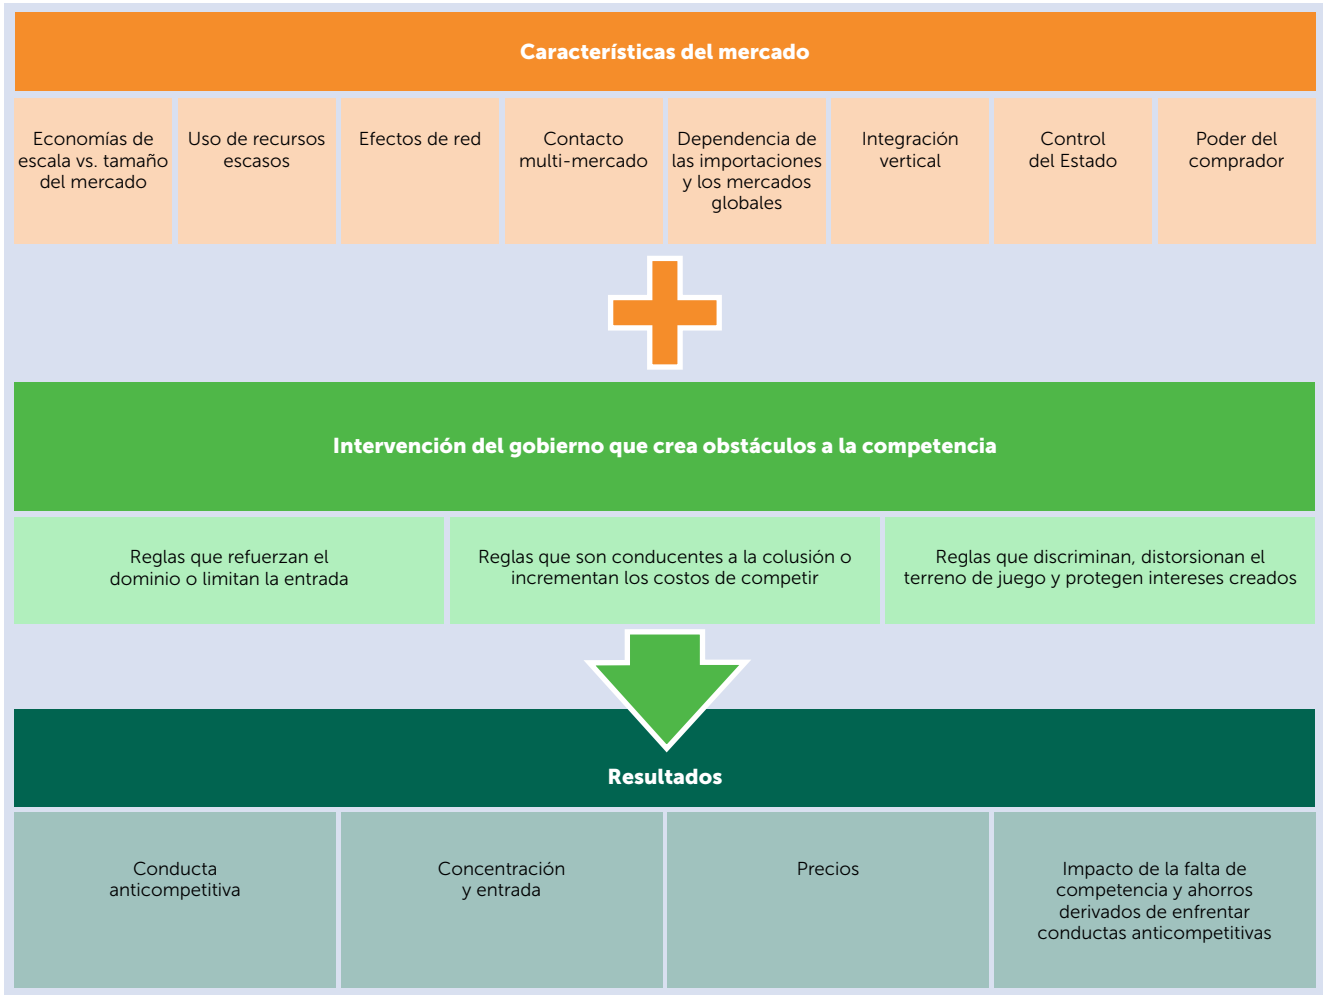 Características del mercado
Economías de
escala vs. tamaño
del mercado
Uso de recursos
escasos
Efectos de red
Contacto
multi-mercado
Dependencia de
las importaciones
y los mercados
globales
Integración
vertical
Control
del Estado
Poder del
comprador
Intervención del gobierno que crea obstáculos a la competencia
Reglas que refuerzan el
dominio o limitan la entrada
Reglas que son conducentes a la colusión o
incrementan los costos de competir
Reglas que discriminan, distorsionan el
terreno de juego y protegen intereses creados
Resultados
Conducta
anticompetitiva
Concentración
y entrada
Precios
Impacto de la falta de
competencia y ahorros
derivados de enfrentar
conductas anticompetitivas